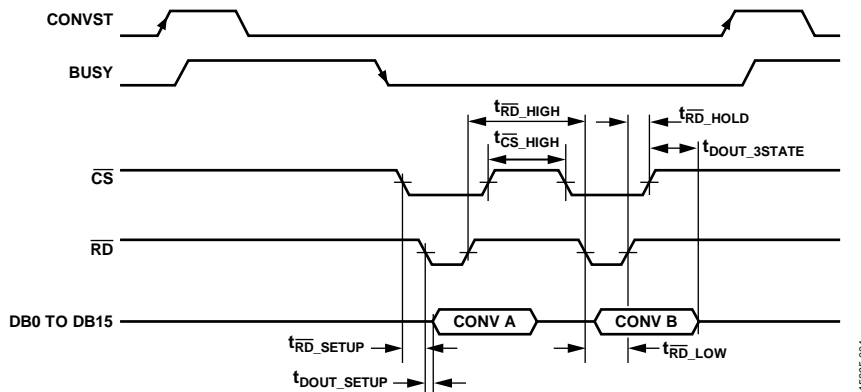 CONVST
BUSY
tRD_HIGH
tRD_HOLD
tCS_HIGH
tDOUT_3STATE
CS
RD
DB0 TO DB15
CONV A
CONV B
tRD_SETUP
tRD_LOW
tDOUT_SETUP